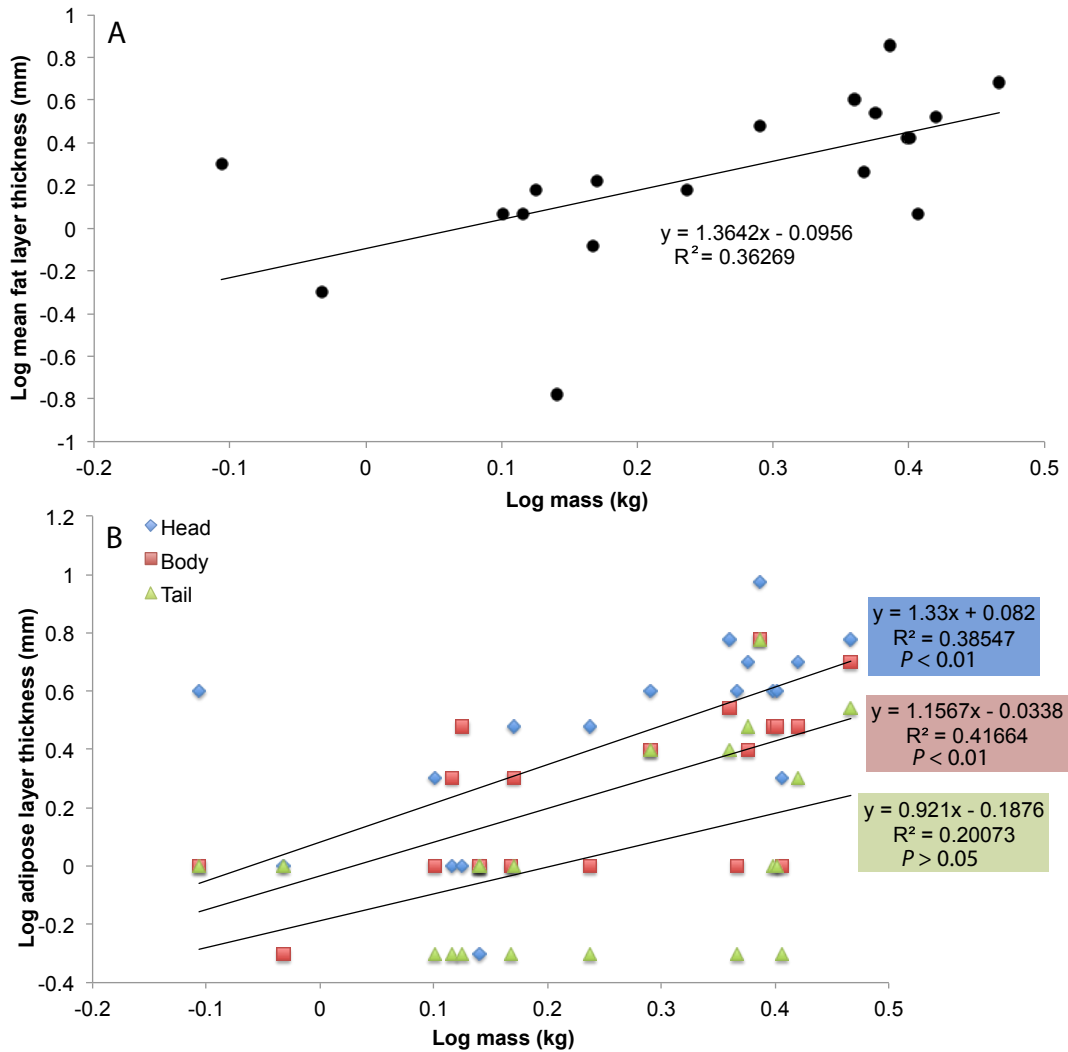 A
Log mean fat layer thickness (mm)
1
0.8
0.6
0.4
0.2
0
-0.2
-0.4
-0.6
-0.8
-1
y = 1.3642x - 0.0956
R² = 0.36269
-0.2
-0.1
0
0.1
0.2
0.3
0.4
0.5
Log mass (kg)
B
Head
Body
Tail
Log adipose layer thickness (mm)
1.2
1
0.8
0.6
0.4
0.2
0
-0.2
-0.4
y = 1.33x + 0.082
R² = 0.38547
P < 0.01
y = 1.1567x - 0.0338
R² = 0.41664
P < 0.01
y = 0.921x - 0.1876
R² = 0.20073
P > 0.05
-0.2
-0.1
0
0.1
0.2
0.3
0.4
0.5
Log mass (kg)